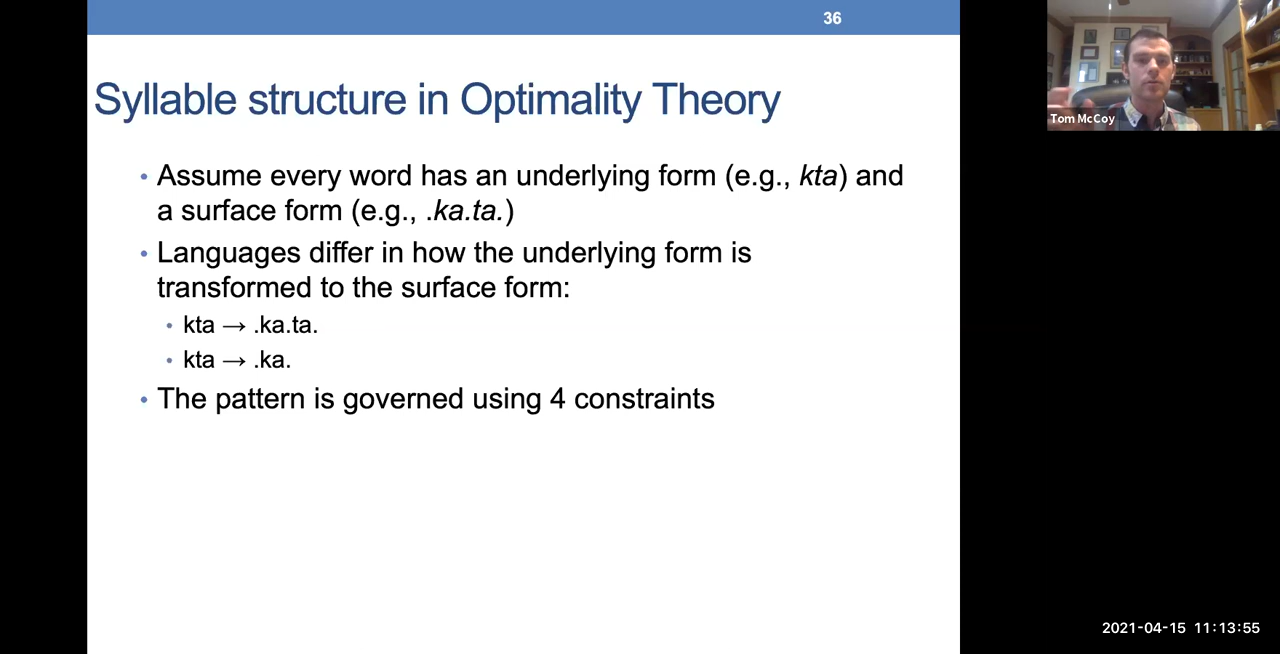 36
Syllable structure in Optimality Theory
• Assume every word has an underlying form (e.g., kta) and
a surface form (e.g., .ka.ta.)
• Languages differ in how the underlying form is
transformed to the surface form:
• kta → .ka.ta.
• kta → .ka.
• The pattern is governed using 4 constraints
Tom McCoy
2021-04-15 11:13:55